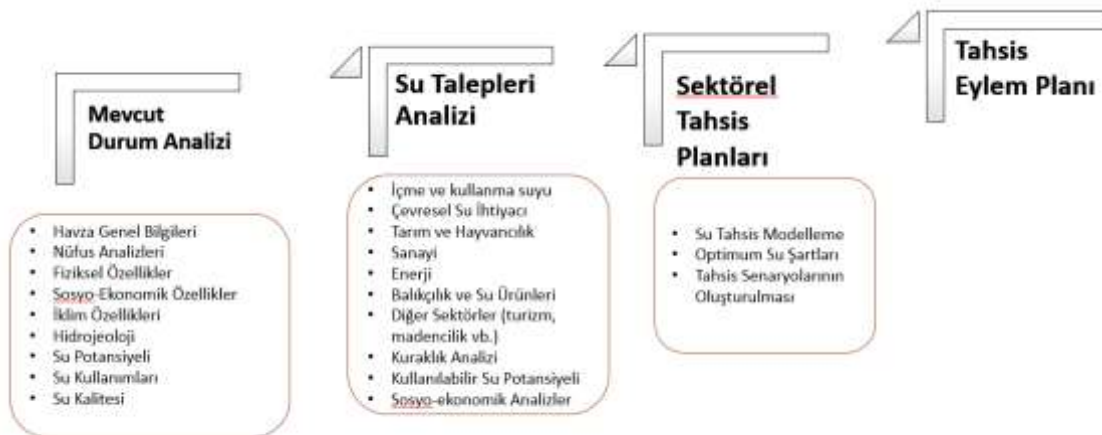 Mevcut
Durum Analizi
• Havza Genel Bilgileri
• Nüfus Analizleri
• Fiziksel Özellikler
• Sosyo-Ekonomik Özellikler
• İklim Özellikleri
• Hidrojeoloji
• Su Potansiyeli
• Su Kullanımları
• Su Kalitesi
Su Talepleri
Analizi
• İçme ve kullanma suyu
• Çevresel Su İhtiyacı
• Tarım ve Hayvancılık
• Sanayi
• Enerji
• Balıkçılık ve Su Ürünleri
• Diğer Sektörler (turizm,
madencilik vb.)
• Kuraklık Analizi
• Kullanılabilir Su Potansiyeli
• Sosyo-ekonomik Analizler
Sektörel
Tahsis
Planları
• Su Tahsis Modelleme
• Optimum Su Şartları
• Tahsis Senaryolarının
Oluşturulması
Tahsis
Eylem Planı